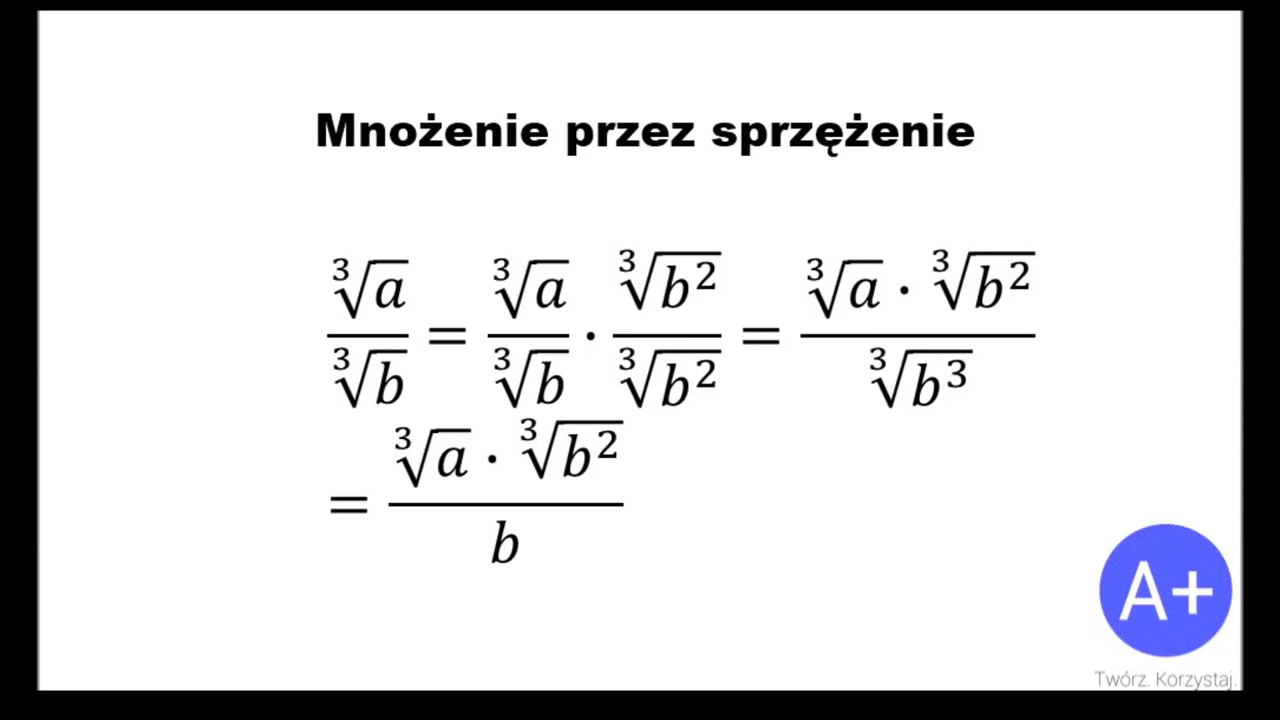 Mnożenie przez sprzężenie
∛a / ∛b = ∛a / ∛b · ∛b² / ∛b² = ∛a · ∛b² / ∛b³
= ∛a · ∛b² / b
A+
Twórz. Korzystaj.